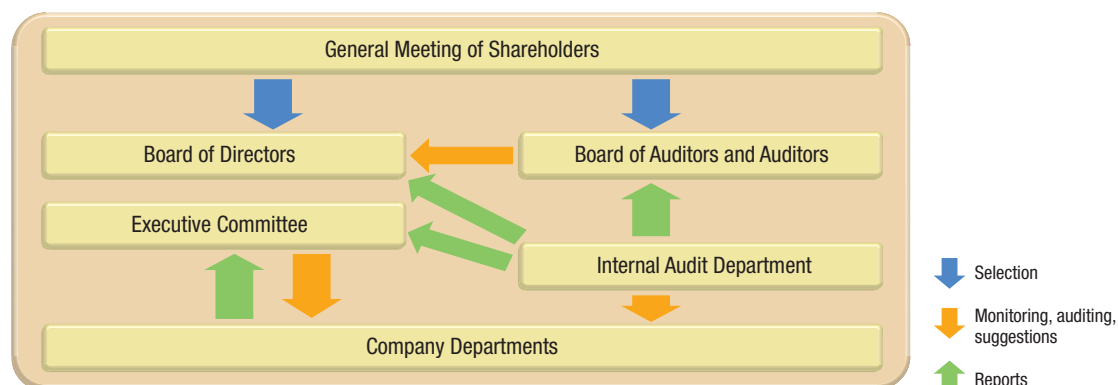 General Meeting of Shareholders
Board of Directors
Board of Auditors and Auditors
Executive Committee
Internal Audit Department
Company Departments
Selection
Monitoring, auditing,
suggestions
Reports